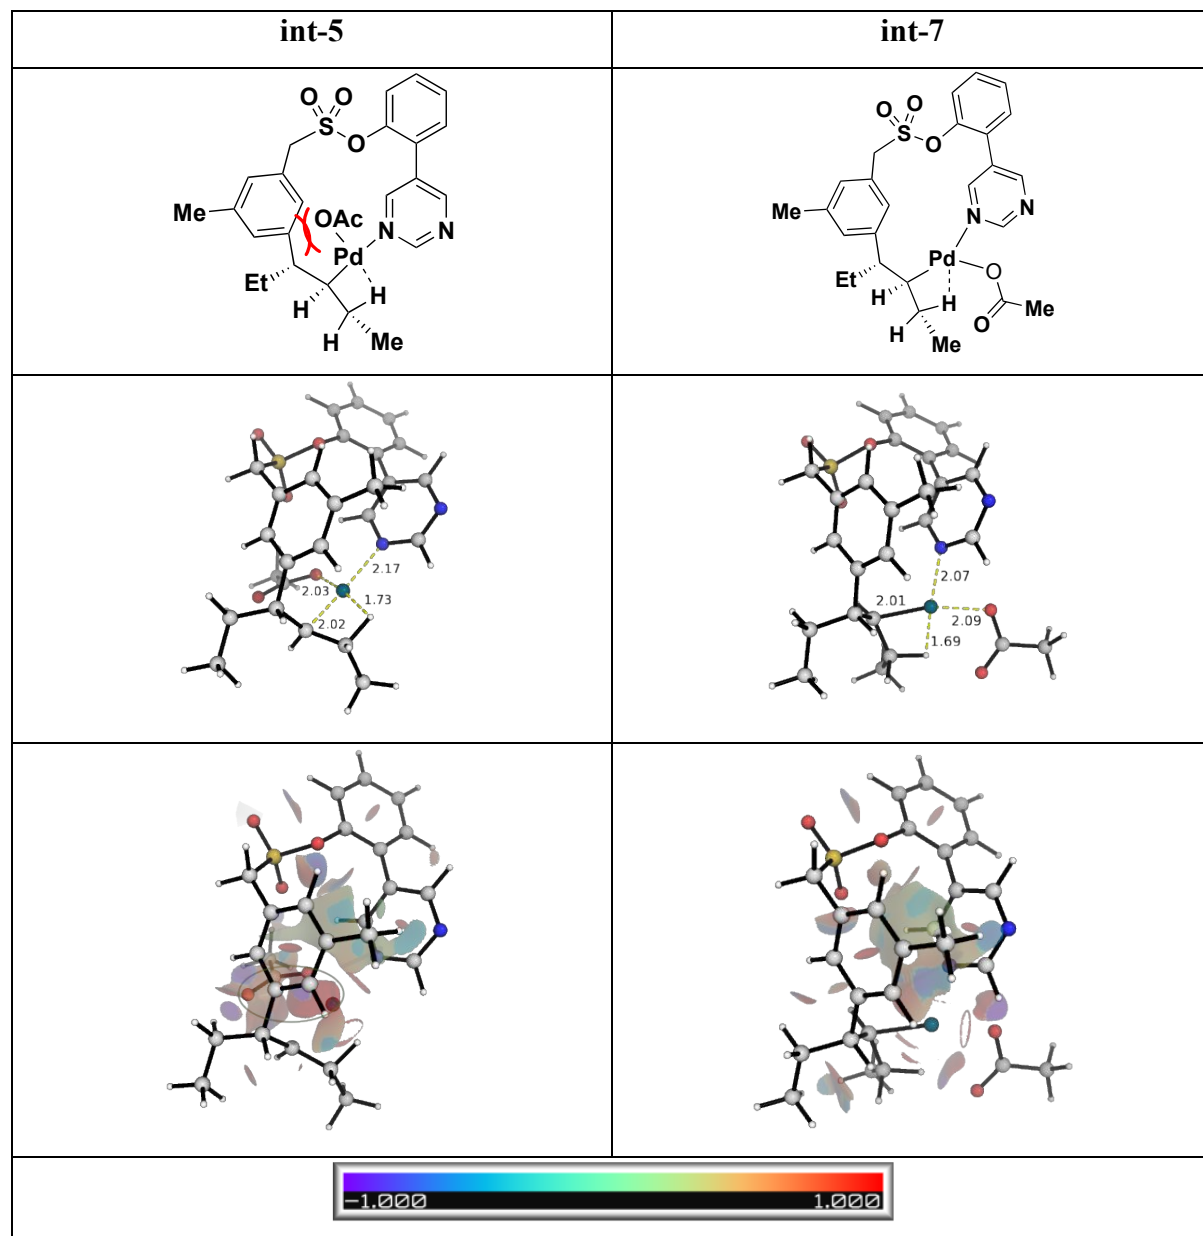 int-5
int-7
O O
S
O
OAc
Me
N N
Pd
Et
H H
H Me
O O
S
O
Me
N N
Pd
O
Et
H H
O Me
H
Me
2.17
2.03
1.73
2.02
2.07
2.01
2.09
1.69
-1.000 1.000